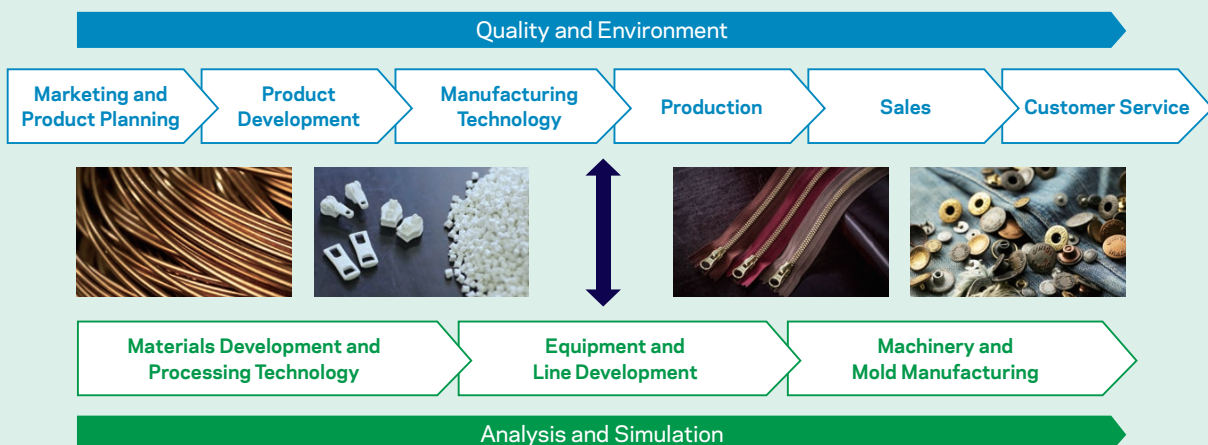 Quality and Environment
Marketing and
Product Planning
Product
Development
Manufacturing
Technology
Production
Sales
Customer Service
Materials Development and
Processing Technology
Equipment and
Line Development
Machinery and
Mold Manufacturing
Analysis and Simulation